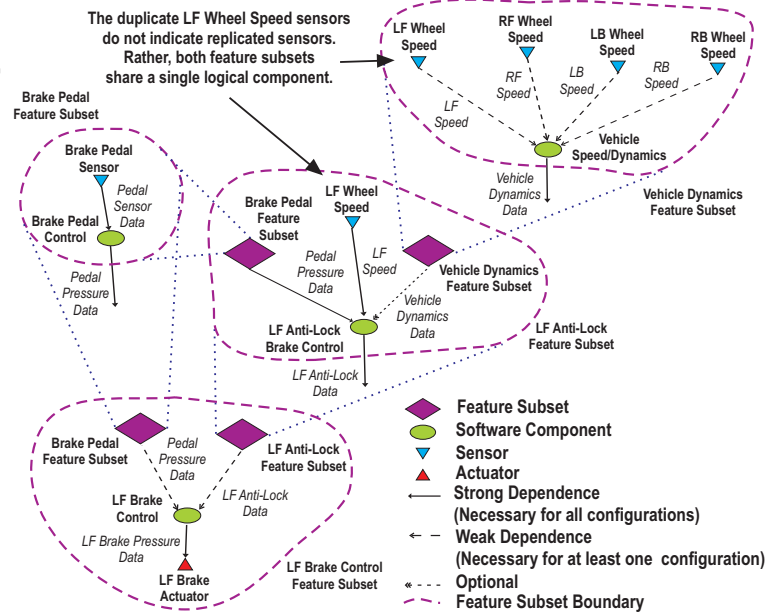 The duplicate LF Wheel Speed sensors
do not indicate replicated sensors.
Rather, both feature subsets
share a single logical component.
LF Wheel
Speed
RF Wheel
Speed
LB Wheel
Speed
RB Wheel
Speed
LF
Speed
RF
Speed
LB
Speed
RB
Speed
Vehicle
Speed/Dynamics
Vehicle
Dynamics
Data
Vehicle Dynamics
Feature Subset
Brake Pedal
Feature Subset
Brake Pedal
Sensor
Pedal
Sensor
Data
Brake Pedal
Control
Pedal
Pressure
Data
Brake Pedal
Feature
Subset
LF Wheel
Speed
Pedal
Pressure
Data
LF
Speed
Vehicle Dynamics
Feature Subset
Vehicle
Dynamics
Data
LF Anti-Lock
Brake Control
LF Anti-Lock
Feature Subset
LF Anti-Lock
Data
Brake Pedal
Feature Subset
Pedal
Pressure
Data
LF Anti-Lock
Feature Subset
LF Anti-Lock
Data
LF Brake
Control
LF Brake Pressure
Data
LF Brake
Actuator
LF Brake Control
Feature Subset
Feature Subset
Software Component
Sensor
Actuator
Strong Dependence
(Necessary for all configurations)
Weak Dependence
(Necessary for at least one configuration)
Optional
Feature Subset Boundary